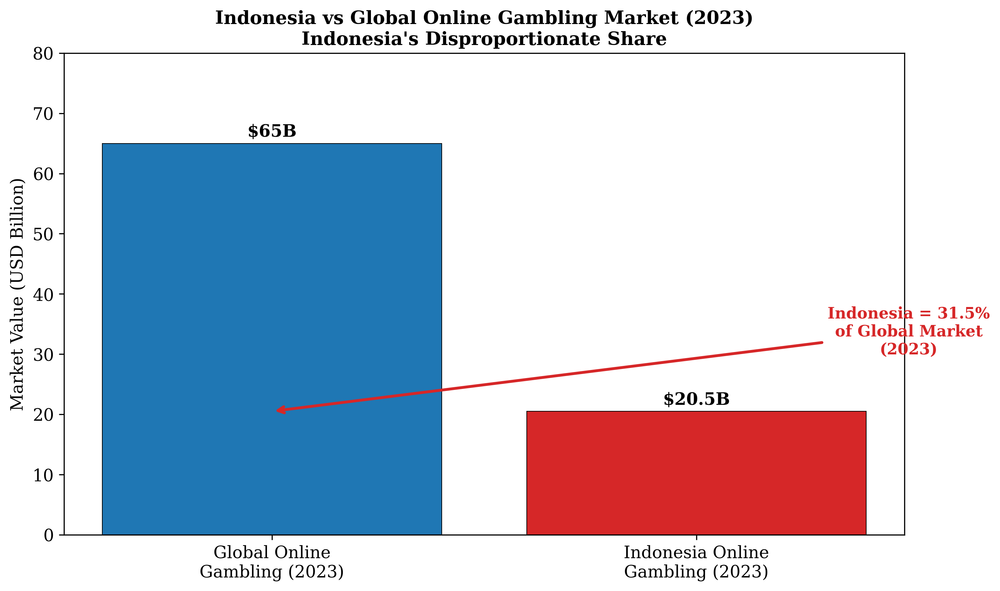 Indonesia vs Global Online Gambling Market (2023)
Indonesia's Disproportionate Share
Market Value (USD Billion)
80
70
60
50
40
30
20
10
0
$65B
Indonesia = 31.5%
of Global Market
(2023)
$20.5B
Global Online
Gambling (2023)
Indonesia Online
Gambling (2023)